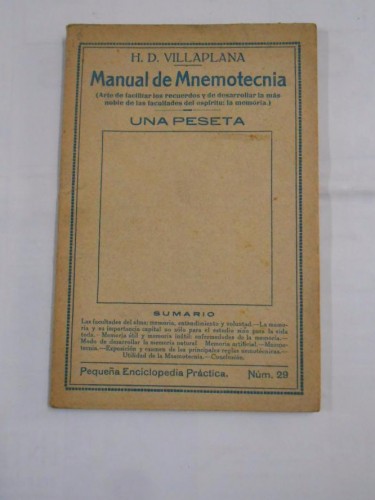 H. D. VILLAPLANA
Manual de Mnemotecnia
(Arte de facilitar los recuerdos y de desarrollar la más
noble de las facultades del espíritu: la memoria.)
UNA PESETA
SUMARIO
Las facultades del alma: memoria, entendimiento y voluntad.—La memo-
ria y su importancia capital no sólo para el estudio sino para la vida
Memoria útil y memoria inútil: enfermedades de la memoria.—
Modo de desarrollar la memoria natural. Memoria artificial.—Mnemo-
tecnia.—Exposición y examen de las principales reglas mnemotécnicas.—
Utilidad de la Mnemotecnia.—Conclusión.
Pequeña Enciclopedia Práctica. Núm. 29